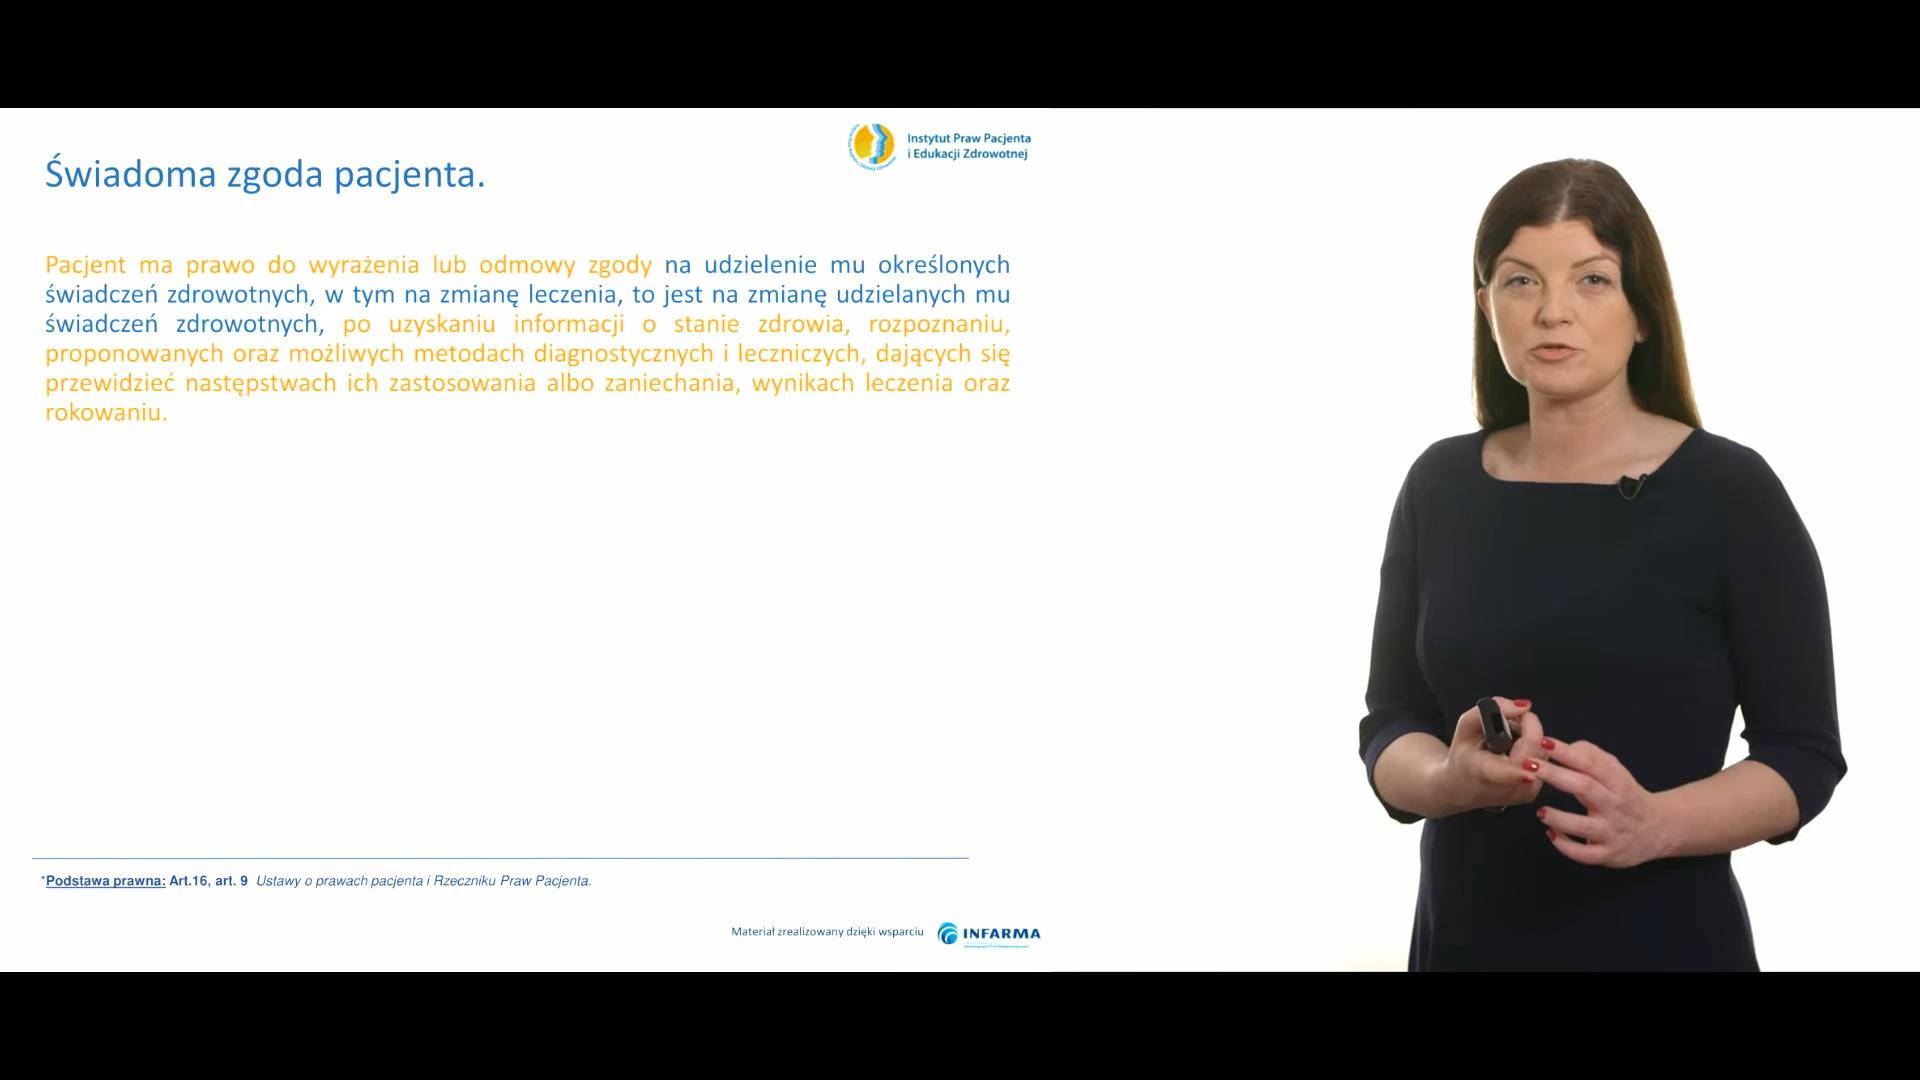 Instytut Praw Pacjenta
i Edukacji Zdrowotnej
Świadoma zgoda pacjenta.
Pacjent ma prawo do wyrażenia lub odmowy zgody na udzielenie mu określonych
świadczeń zdrowotnych, w tym na zmianę leczenia, to jest na zmianę udzielanych mu
świadczeń zdrowotnych, po uzyskaniu informacji o stanie zdrowia, rozpoznaniu,
proponowanych oraz możliwych metodach diagnostycznych i leczniczych, dających się
przewidzieć następstwach ich zastosowania albo zaniechania, wynikach leczenia oraz
rokowaniu.
*Podstawa prawna: Art.16, art. 9 Ustawy o prawach pacjenta i Rzeczniku Praw Pacjenta.
Materiał zrealizowany dzięki wsparciu
INFARMA